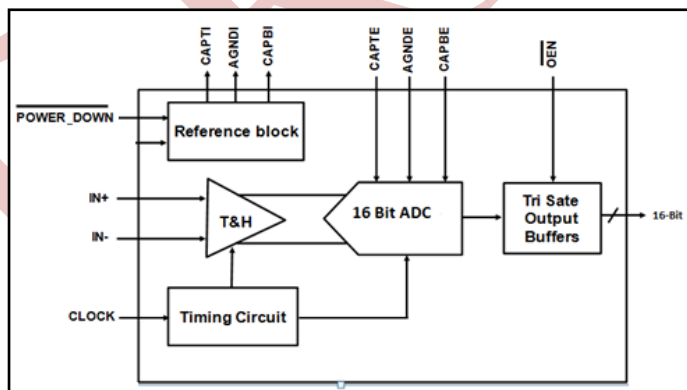 CAPTI
AGNDI
CAPBI
CAPTE
AGNDE
CAPBE
OEN
POWER_DOWN
Reference block
IN+
IN-
T&H
16 Bit ADC
Tri Sate
Output
Buffers
16-Bit
CLOCK
Timing Circuit